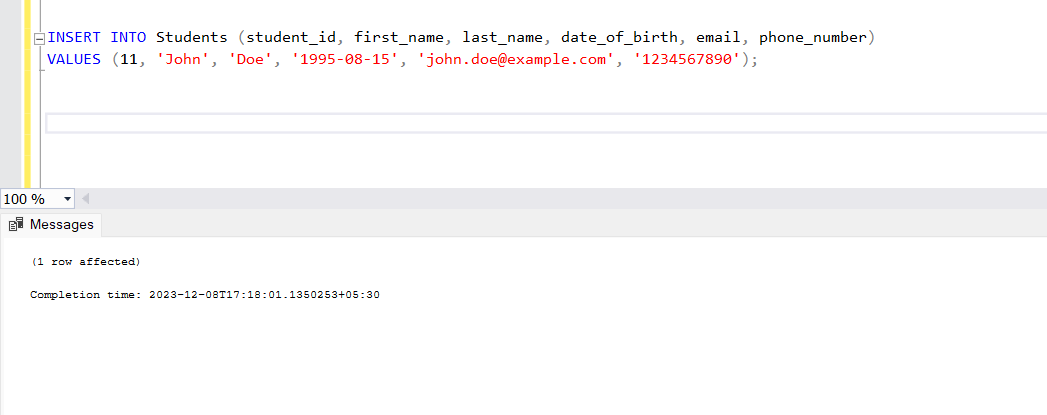 INSERT INTO Students (student_id, first_name, last_name, date_of_birth, email, phone_number)
VALUES (11, 'John', 'Doe', '1995-08-15', 'john.doe@example.com', '1234567890');
100 %
Messages
(1 row affected)
Completion time: 2023-12-08T17:18:01.1350253+05:30